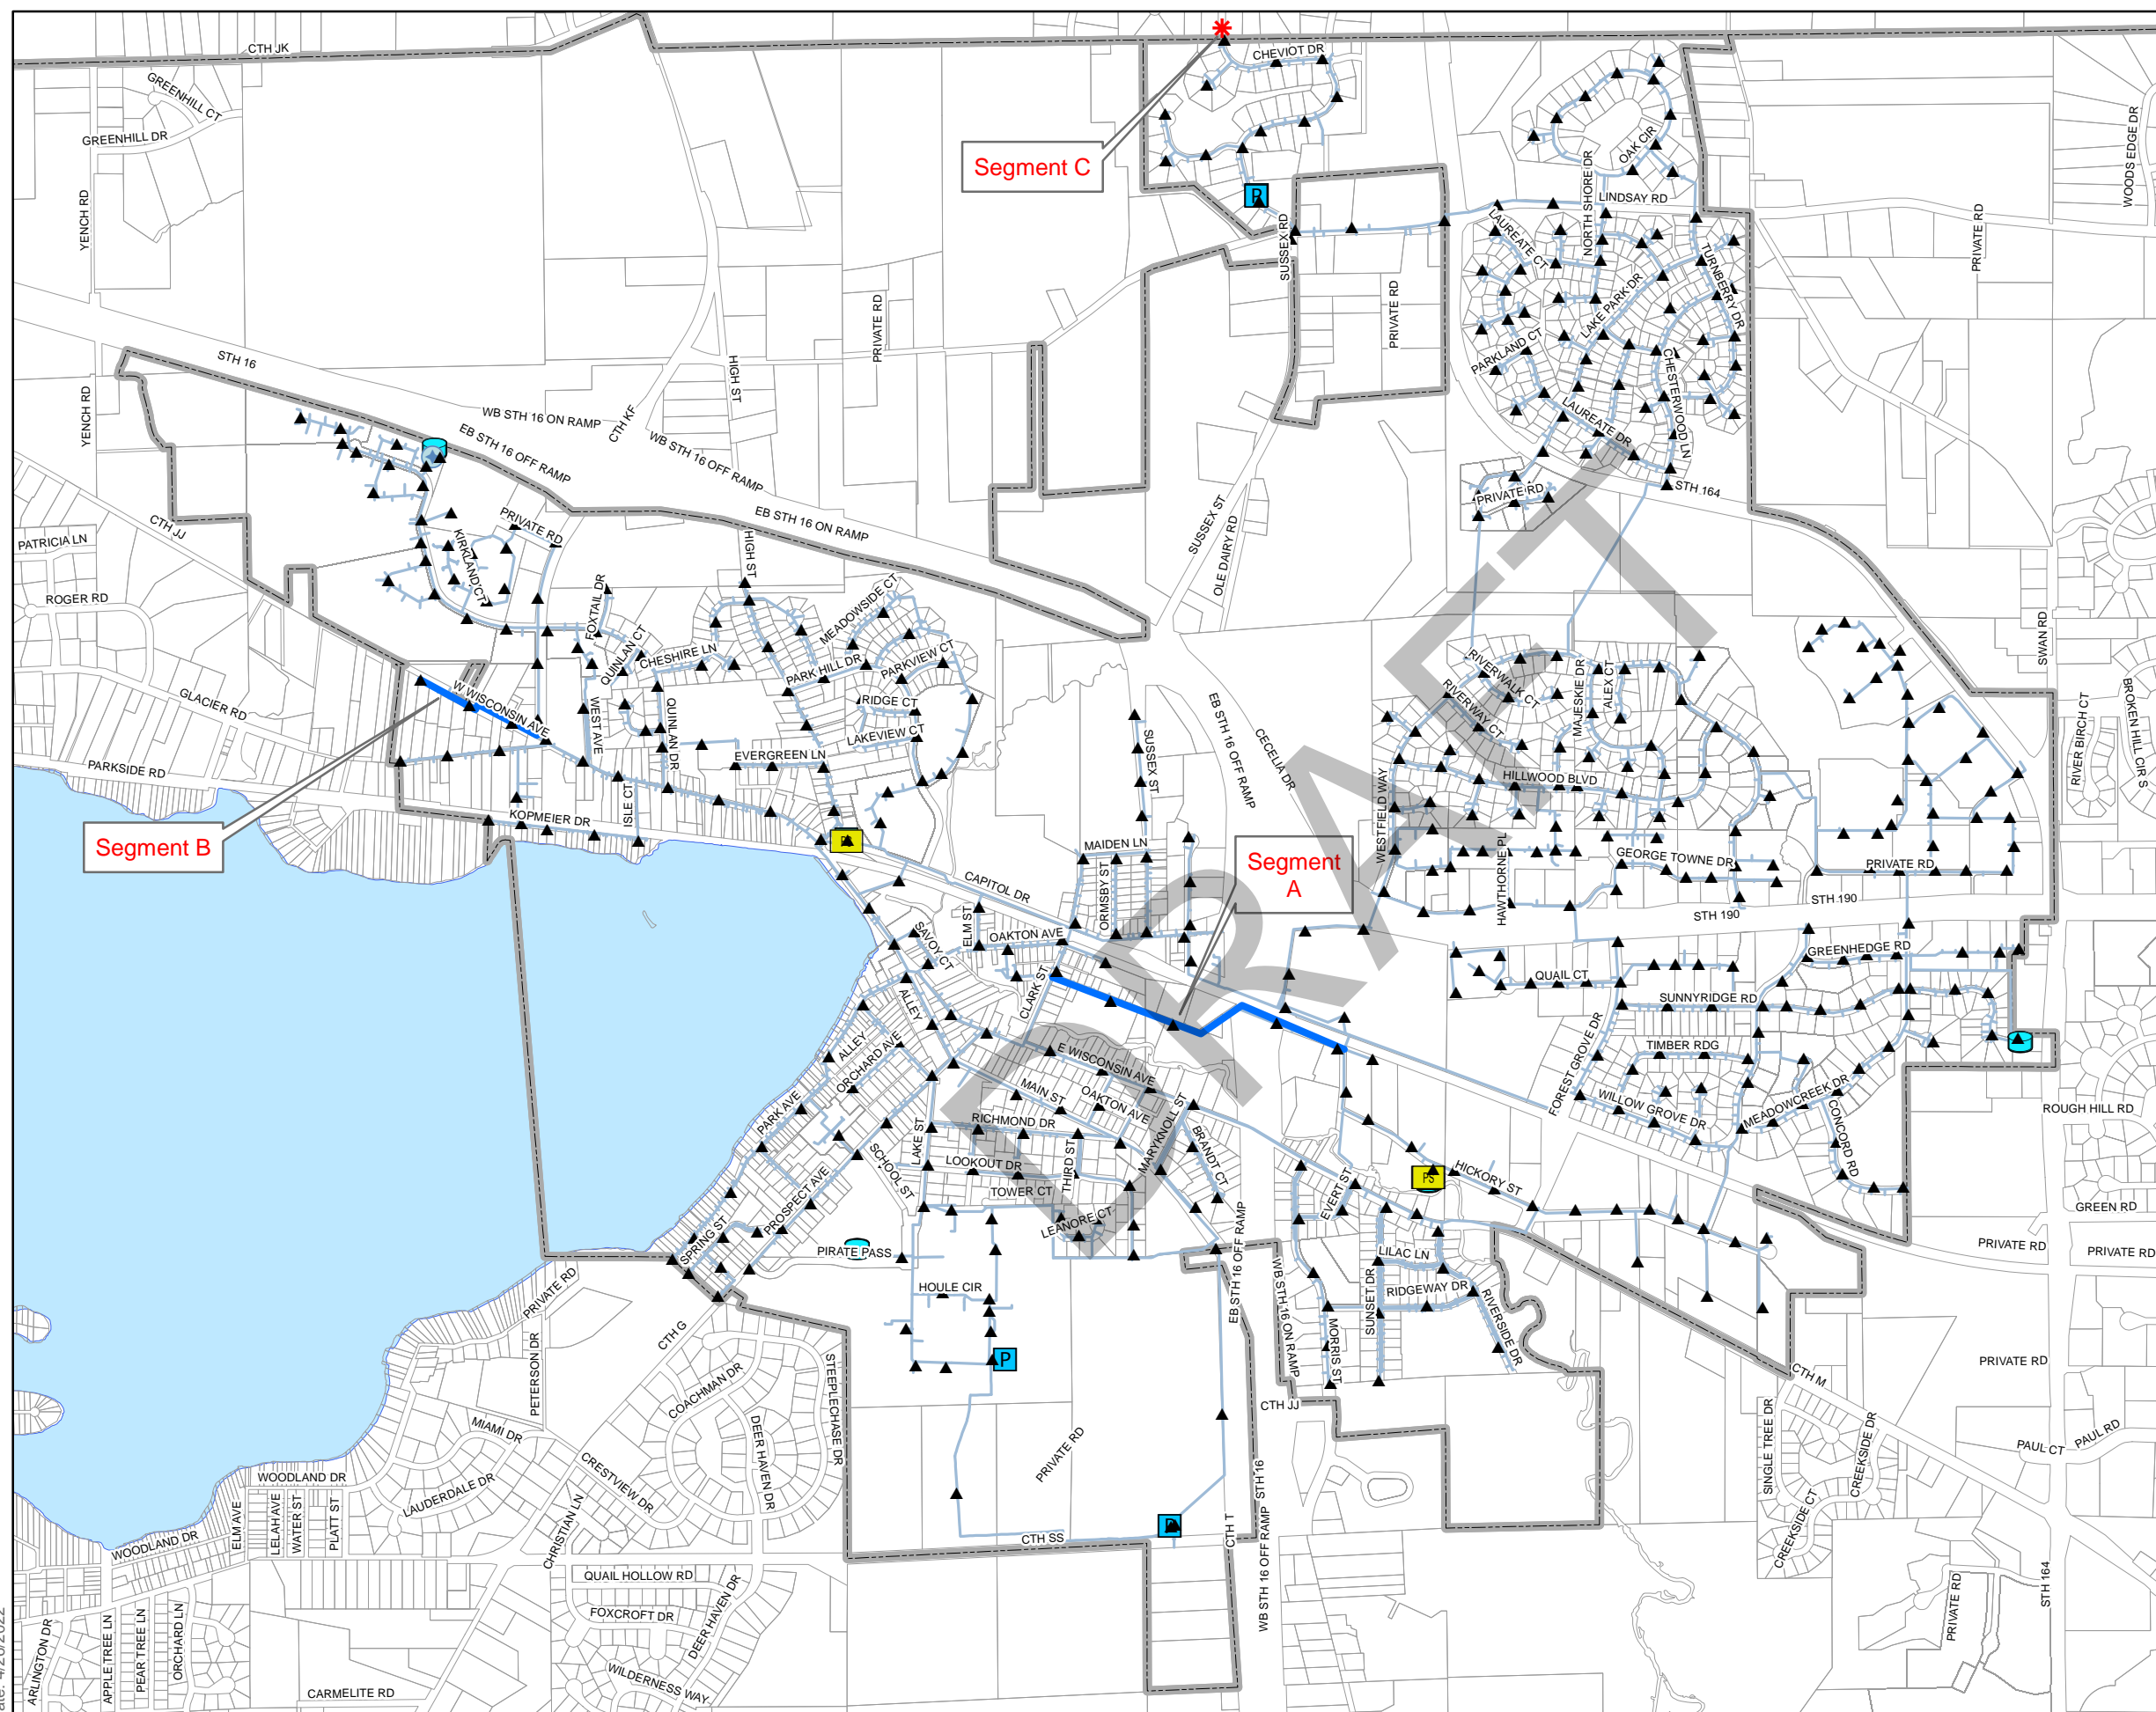 CTH JK
CHEVIOT DR
GREENHILL CT
GREENHILL DR
WOODS EDGE DR
Segment C
OAK CIR
NORTH SHORE DR
LINDSAY RD
YENCH RD
SUSSEX RD
LAUREATE CT
PRIVATE RD
TURNBERRY DR
LAKE PARK DR
PRIVATE RD
PRIVATE RD
STH 16
HIGH ST
PARKLAND CT
CHESTERWOOD LN
YENCH RD
WB STH 16 ON RAMP
CTH KF
LAUREATE DR
EB STH 16 OFF RAMP
WB STH 16 OFF RAMP
PRIVATE RD
STH 164
CTH JJ
PRIVATE RD
EB STH 16 ON RAMP
SUSSEX ST
OLE DAIRY RD
PATRICIA LN
KIRKLAND CT
HIGH ST
ROGER RD
FOXTAIL DR
MEADOWSIDE CT
SWAN RD
QUINLAN CT
CHESHIRE LN
PARK HILL DR
PARKVIEW CT
RIVERWALK CT
MAJESKIE DR
ALEX CT
RIVERWAY CT
GLACIER RD
W WISCONSIN AVE
WEST AVE
QUINLAN DR
RIDGE CT
LAKEVIEW CT
EB STH 16 OFF RAMP
CECELIA DR
RIVER BIRCH CT
BROKEN HILL CIR S
EVERGREEN LN
SUSSEX ST
PARKSIDE RD
HILLWOOD BLVD
WESTFIELD WAY
ISLE CT
KOPMEIER DR
Segment B
MAIDEN LN
HAWTHORNE PL
GEORGE TOWNE DR
PRIVATE RD
Segment
A
CAPITOL DR
ORMSBY ST
ELM ST
STH 190
STH 190
SAVOY CT
OAKTON AVE
GREENHEDGE RD
CLARK ST
QUAIL CT
ALLEY
SUNNYRIDGE RD
DRAFT
ALLEY
ORCHARD AVE
E WISCONSIN AVE
FOREST GROVE DR
TIMBER RDG
MAIN ST
OAKTON AVE
PARK AVE
WILLOW GROVE DR
MEADOWCREEK DR
ROUGH HILL RD
RICHMOND DR
MARYKNOLL ST
BRANDT CT
CONCORD RD
LAKE ST
SCHOOL ST
LOOKOUT DR
THIRD ST
TOWER CT
PS
HICKORY ST
EVERT ST
PROSPECT AVE
GREEN RD
LEANORE CT
SPRING ST
PIRATE PASS
EB STH 16 OFF RAMP
LILAC LN
PRIVATE RD
PRIVATE RD
PRIVATE RD
HOULE CIR
WB STH 16 ON RAMP
SUNSET DR
RIDGEWAY DR
RIVERSIDE DR
MORRIS ST
CTH G
PETERSON DR
P
STEEPLECHASE DR
COACHMAN DR
PRIVATE RD
CTH M
CTH JJ
DEER HAVEN DR
SINGLE TREE DR
CREEKSIDE DR
MIAMI DR
PRIVATE RD
PAUL CT
PAUL RD
CRESTVIEW DR
WOODLAND DR
LAUDERDALE DR
STH 16
CREEKSIDE CT
ELM AVE
LELAH AVE
WATER ST
PLATT ST
WOODLAND DR
CHRISTIAN LN
CTH SS
CTH T
WB STH 16 OFF RAMP
QUAIL HOLLOW RD
STH 164
PRIVATE RD
FOXCROFT DR
DEER HAVEN DR
ARLINGTON DR
APPLE TREE LN
PEAR TREE LN
ORCHARD LN
WILDERNESS WAY
CARMELITE RD